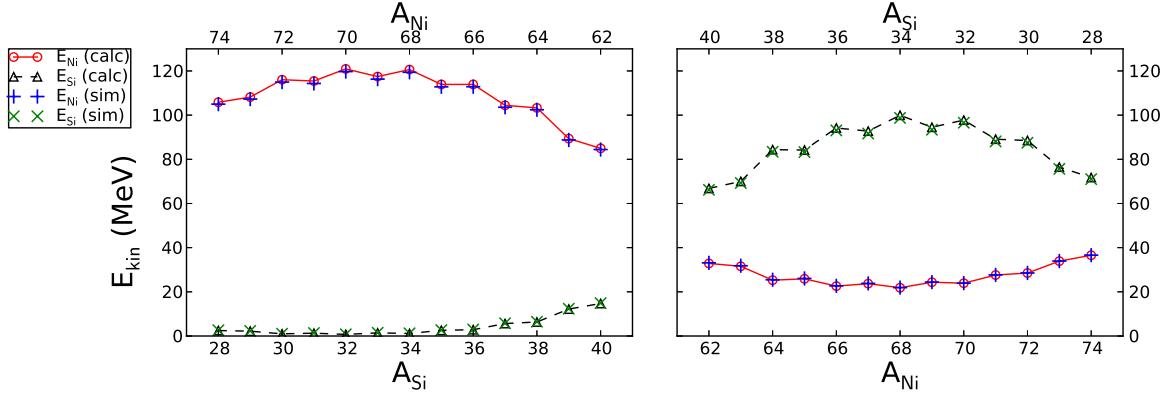 A_Ni
A_Si
74 72 70 68 66 64 62
40 38 36 34 32 30 28
E_Ni (calc)
E_Si (calc)
E_Ni (sim)
E_Si (sim)
E_kin (MeV)
120
100
80
60
40
20
0
120
100
80
60
40
20
0
28 30 32 34 36 38 40
62 64 66 68 70 72 74
A_Si
A_Ni